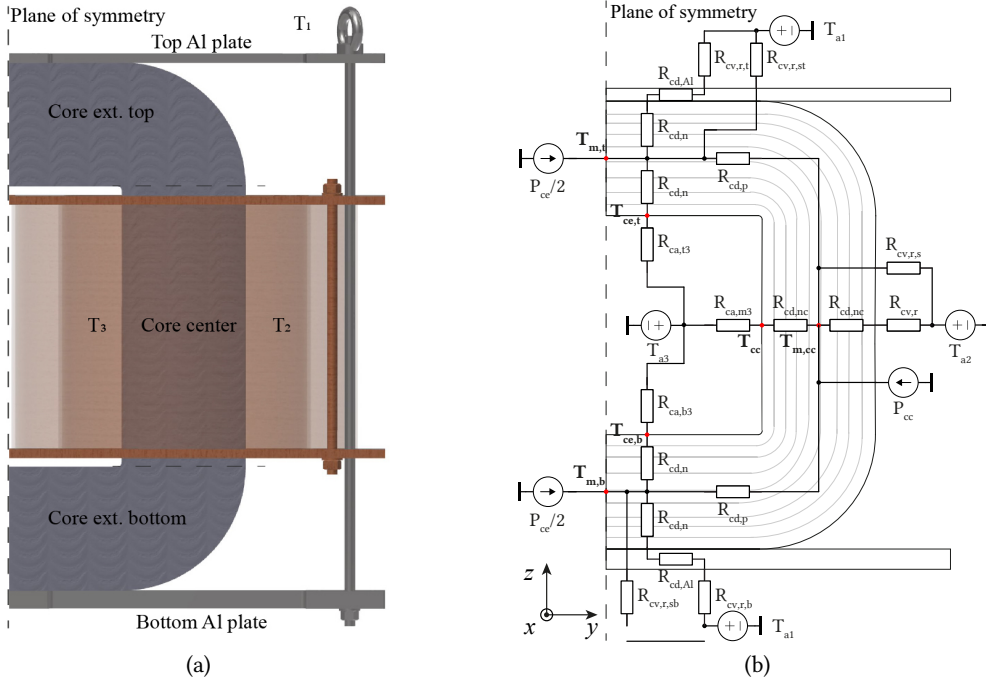 Plane of symmetry
T₁
Top Al plate
Core ext. top
T₃
Core center
T₂
Core ext. bottom
Bottom Al plate
(a)
Plane of symmetry
Tₐ₁
R_cv,r,t
R_cv,r,st
R_cd,Al
R_cd,n
T_m,t
P_ce/2
R_cd,p
R_cd,n
T_ce,t
R_ca,t3
R_cv,r,s
R_ca,m3
R_cd,nc
R_cd,nc
R_cv,r
T_a3
T_cc
T_m,cc
T_a2
P_cc
R_ca,b3
T_ce,b
R_cd,n
T_m,b
P_ce/2
R_cd,p
R_cd,n
R_cd,Al
R_cv,r,sb
R_cv,r,b
T_a1
z
x
y
(b)